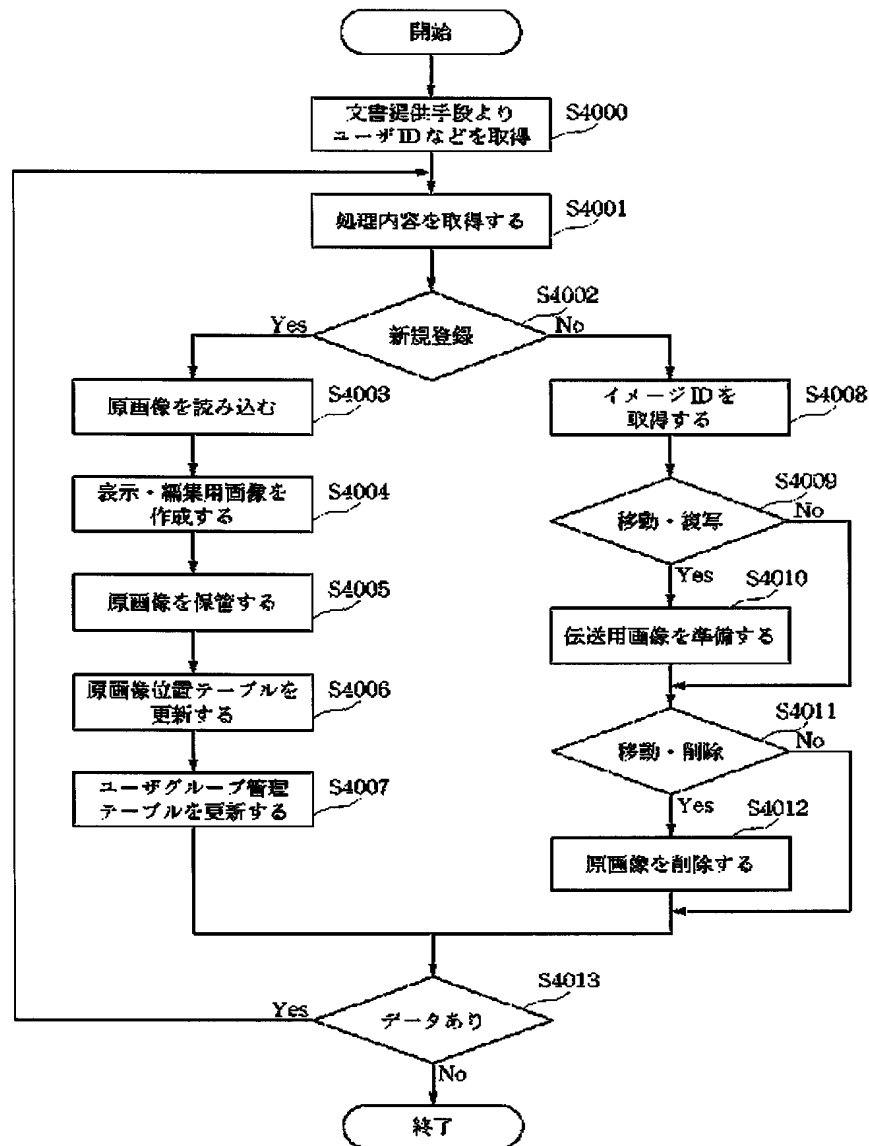 開始
文書提供手段より
ユーザIDなどを取得
S4000
処理内容を取得する
S4001
新規登録
S4002
Yes
No
原画像を読み込む
S4003
表示・編集用画像を
作成する
S4004
原画像を保管する
S4005
原画像位置テーブルを
更新する
S4006
ユーザグループ管理
テーブルを更新する
S4007
イメージIDを
取得する
S4008
移動・複写
S4009
No
Yes
伝送用画像を準備する
S4010
移動・削除
S4011
No
Yes
原画像を削除する
S4012
データあり
S4013
Yes
No
終了